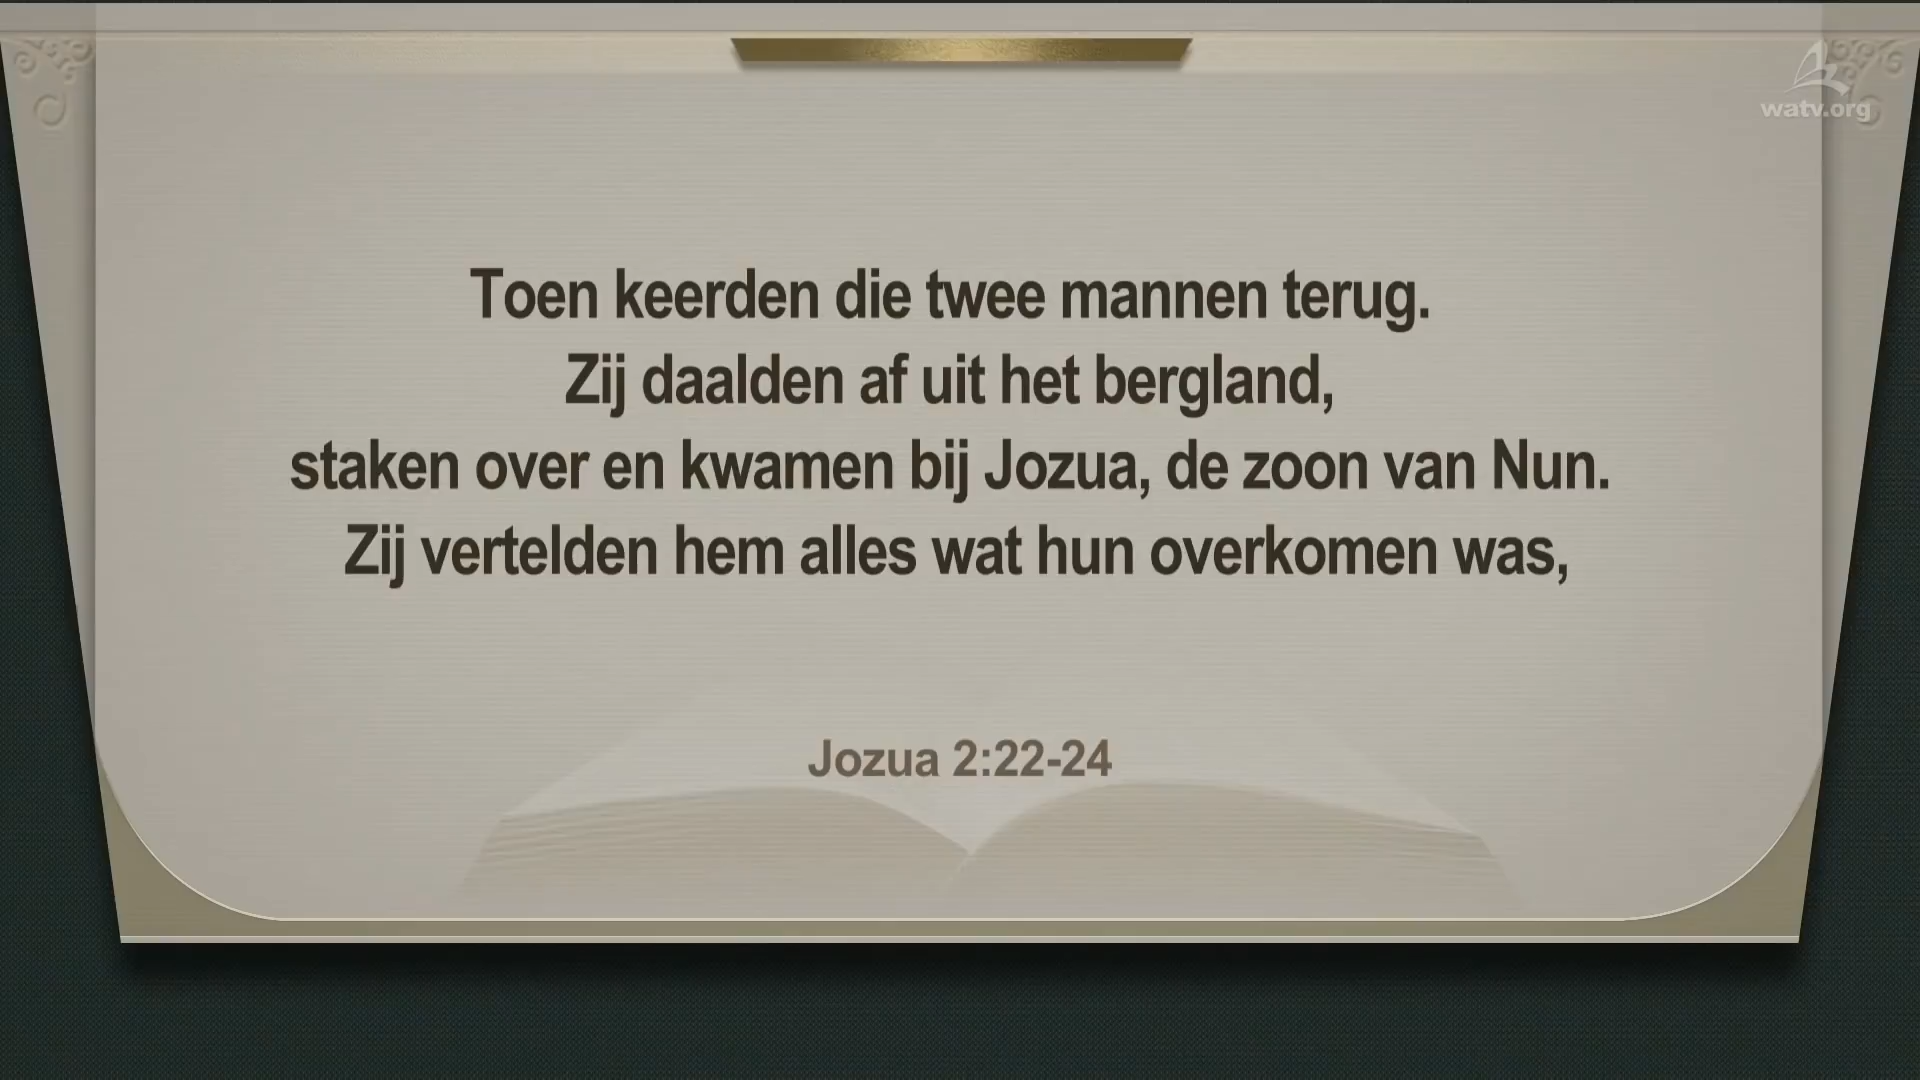 watv.org
Toen keerden die twee mannen terug.
Zij daalden af uit het bergland,
staken over en kwamen bij Jozua, de zoon van Nun.
Zij vertelden hem alles wat hun overkomen was,
Jozua 2:22-24